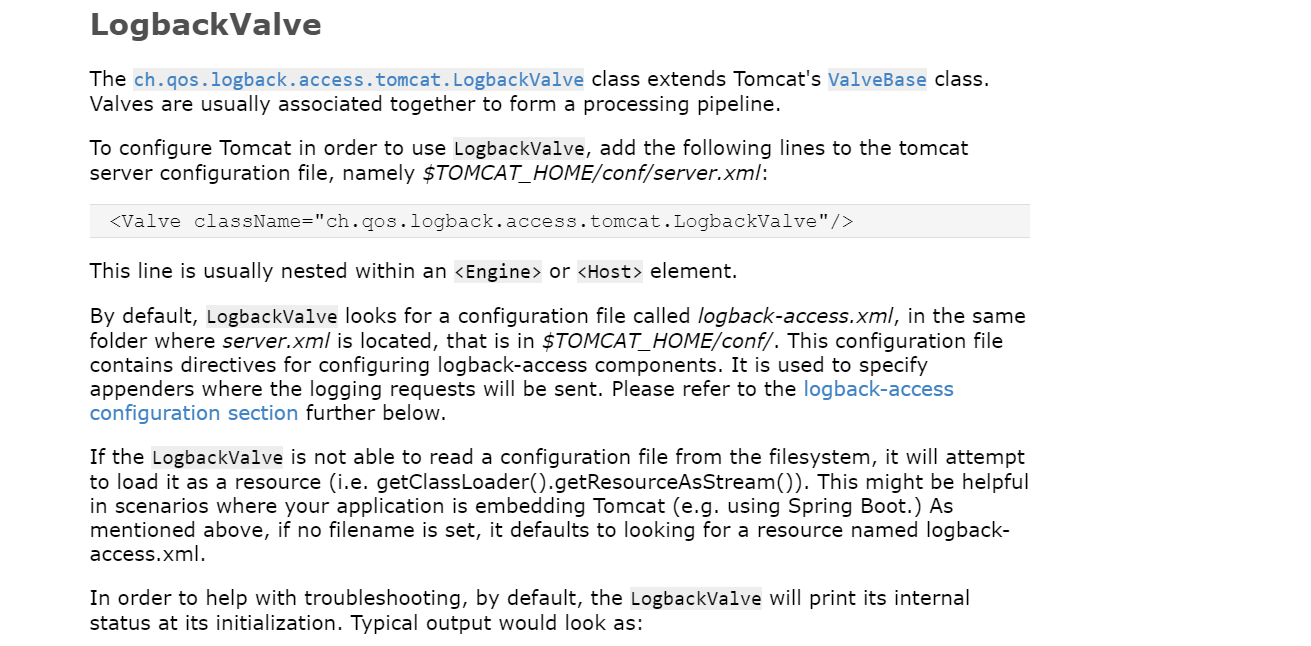 LogbackValve
The ch.qos.logback.access.tomcat.LogbackValve class extends Tomcat's ValveBase class.
Valves are usually associated together to form a processing pipeline.
To configure Tomcat in order to use LogbackValve, add the following lines to the tomcat
server configuration file, namely $TOMCAT_HOME/conf/server.xml:
<Valve className="ch.qos.logback.access.tomcat.LogbackValve"/>
This line is usually nested within an <Engine> or <Host> element.
By default, LogbackValve looks for a configuration file called logback-access.xml, in the same
folder where server.xml is located, that is in $TOMCAT_HOME/conf/. This configuration file
contains directives for configuring logback-access components. It is used to specify
appenders where the logging requests will be sent. Please refer to the logback-access
configuration section further below.
If the LogbackValve is not able to read a configuration file from the filesystem, it will attempt
to load it as a resource (i.e. getClassLoader().getResourceAsStream()). This might be helpful
in scenarios where your application is embedding Tomcat (e.g. using Spring Boot.) As
mentioned above, if no filename is set, it defaults to looking for a resource named logback-
access.xml.
In order to help with troubleshooting, by default, the LogbackValve will print its internal
status at its initialization. Typical output would look as: